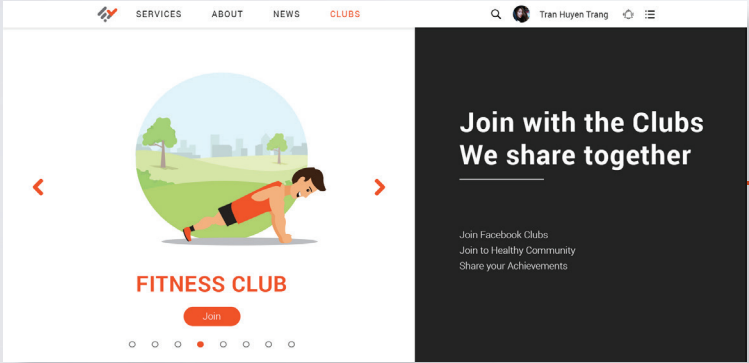 SERVICES ABOUT NEWS CLUBS Tran Huyen Trang
Join with the Clubs
We share together
Join Facebook Clubs
Join to Healthy Community
Share your Achievements
FITNESS CLUB
Join